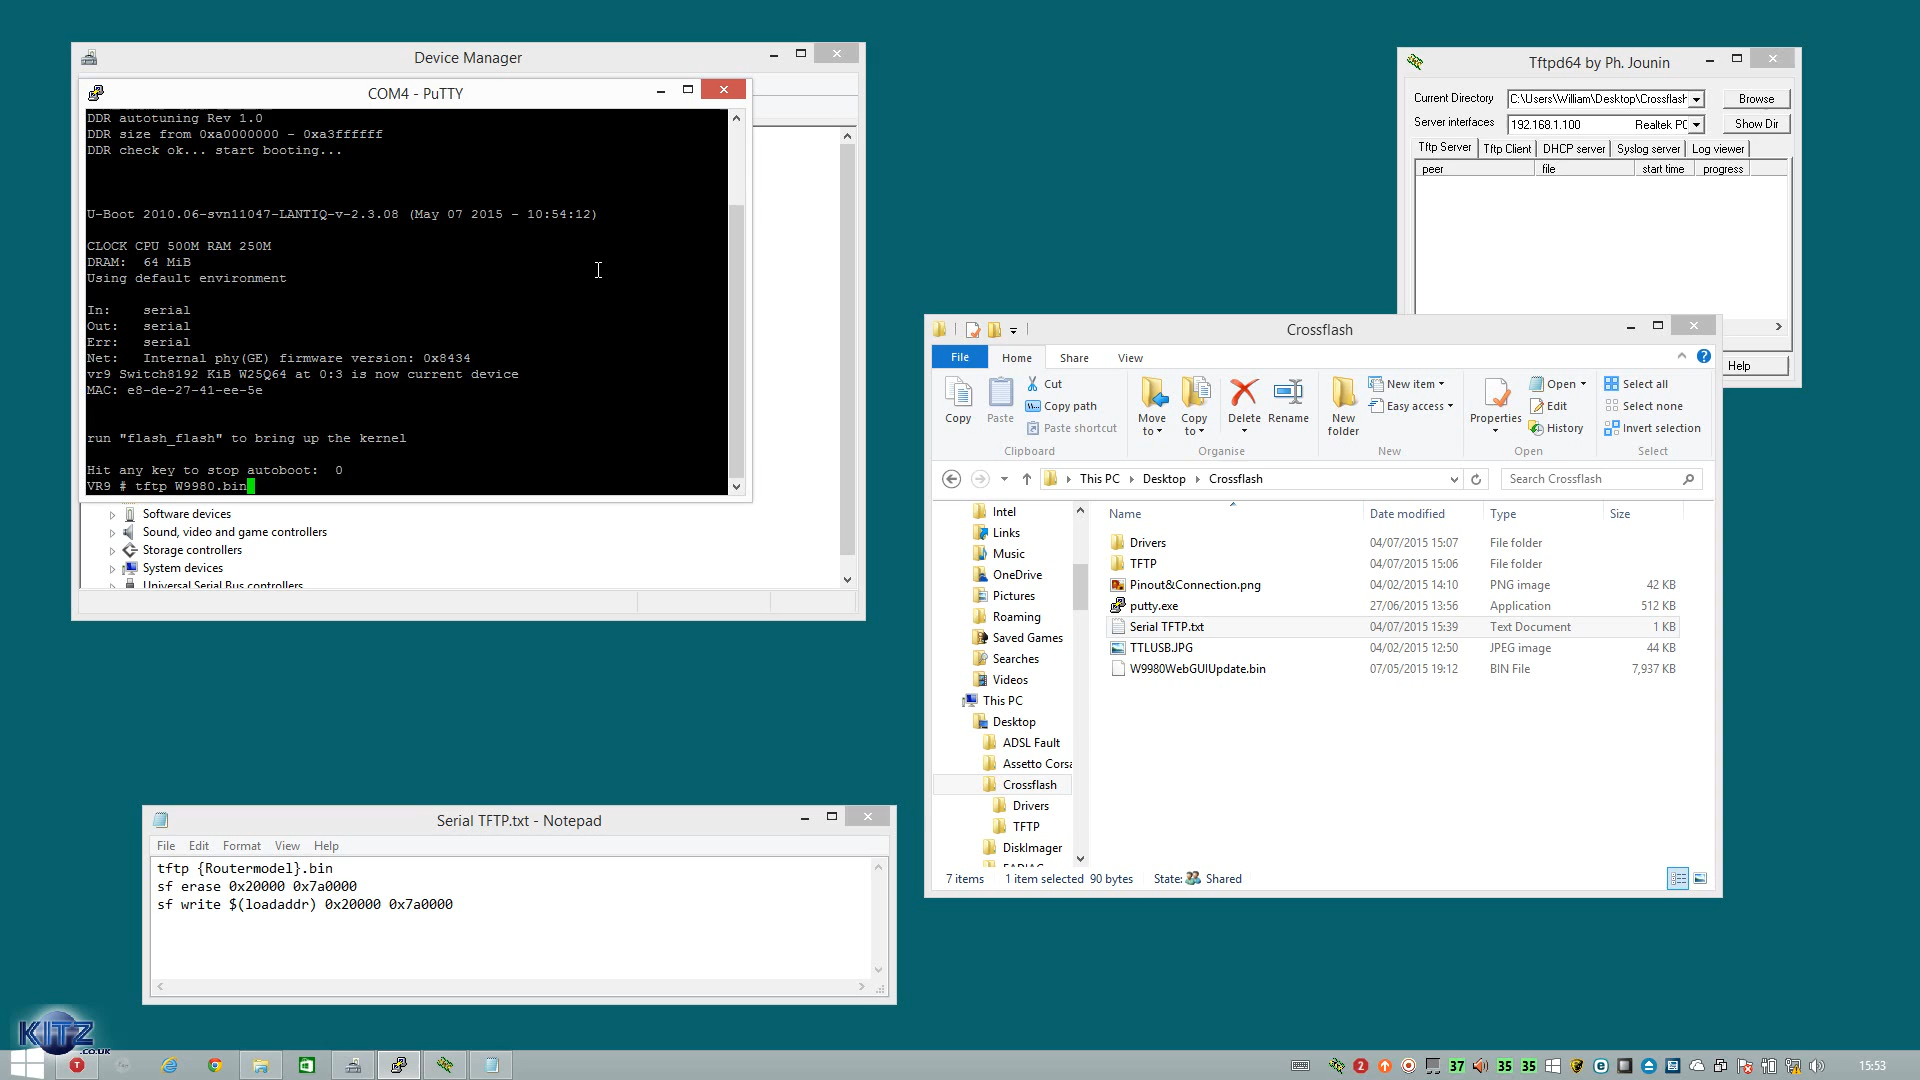 Device Manager
COM4 - PuTTY
DDR autotuning Rev 1.0
DDR size from 0xa0000000 - 0xa3ffffff
DDR check ok... start booting...
U-Boot 2010.06-svn11047-LANTIQ-v-2.3.08 (May 07 2015 - 10:54:12)
CLOCK CPU 500M RAM 250M
DRAM:  64 MiB
Using default environment
In:    serial
Out:   serial
Err:   serial
Net:   Internal phy(GE) firmware version: 0x8434
vr9 Switch8192 KiB W25Q64 at 0:3 is now current device
MAC: e8-de-27-41-ee-5e
run "flash_flash" to bring up the kernel
Hit any key to stop autoboot:  0
VR9 # tftp W9980.bin
Software devices
Sound, video and game controllers
Storage controllers
System devices
Universal Serial Bus controllers
Tftpd64 by Ph. Jounin
Current Directory C:\Users\William\Desktop\Crossflash Browse
Server interfaces 192.168.1.100 Realtek PC Show Dir
Tftp Server Tftp Client DHCP server Syslog server Log viewer
peer file start time progress
Help
Crossflash
File Home Share View
Copy Paste Cut
Copy path
Paste shortcut
Move to Copy to Delete Rename
New folder New item
Easy access
Properties Open
Edit
History
Select all
Select none
Invert selection
Clipboard Organise New Open Select
This PC Desktop Crossflash
Search Crossflash
Intel
Links
Music
OneDrive
Pictures
Roaming
Saved Games
Searches
Videos
This PC
Desktop
ADSL Fault
Assetto Corsa
Crossflash
Drivers
TFTP
DiskImager
Name Date modified Type Size
Drivers 04/07/2015 15:07 File folder
TFTP 04/07/2015 15:06 File folder
Pinout&Connection.png 04/02/2015 14:10 PNG image 42 KB
putty.exe 27/06/2015 13:56 Application 512 KB
Serial TFTP.txt 04/07/2015 15:39 Text Document 1 KB
TTLUSB.JPG 04/02/2015 12:50 JPEG image 44 KB
W9980WebGUIUpdate.bin 07/05/2015 19:12 BIN File 7,937 KB
7 items 1 item selected 90 bytes State: Shared
Serial TFTP.txt - Notepad
File Edit Format View Help
tftp {Routermodel}.bin
sf erase 0x20000 0x7a0000
sf write $(loadaddr) 0x20000 0x7a0000
KITZ
.CO.UK
T
2 37 35 35
15:53